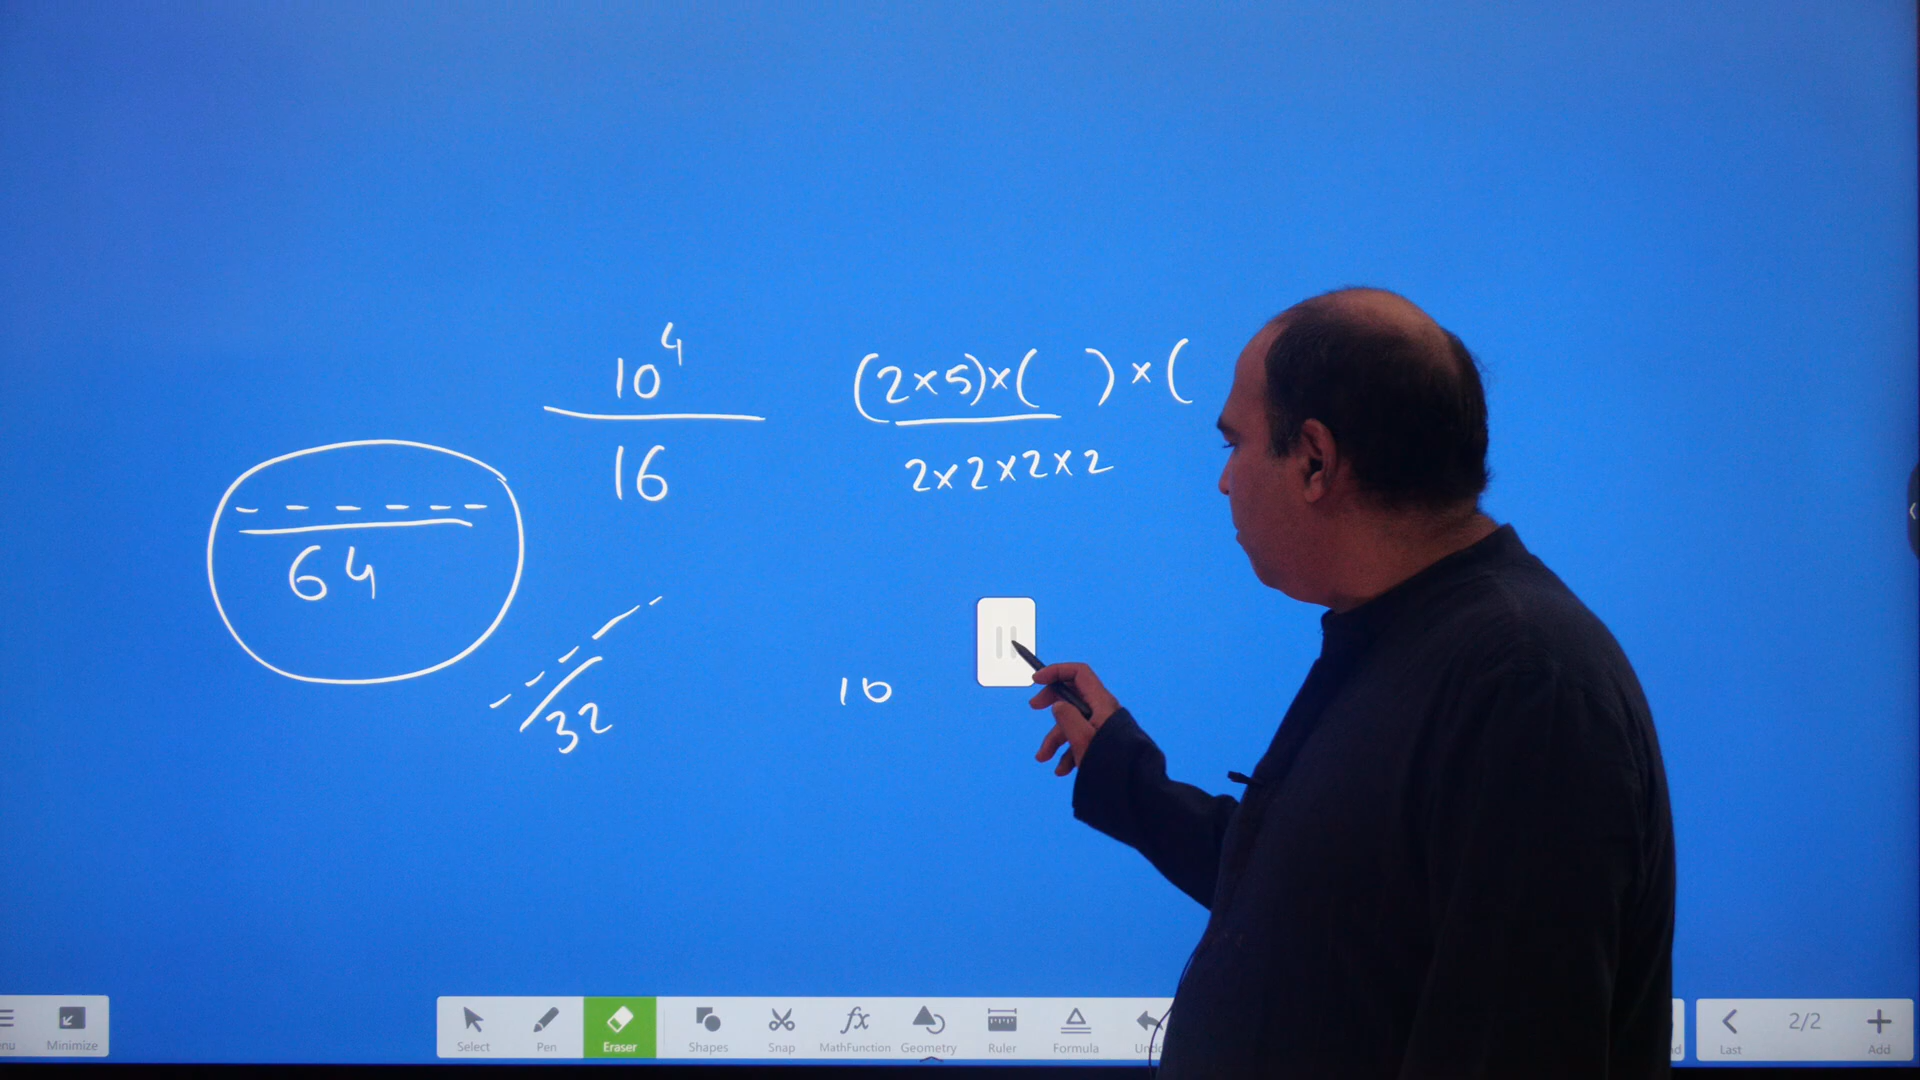 10⁴
16
(2×5)×(  )×(
2×2×2×2
- - - - - -
64
32
10
Minimize
Select
Pen
Eraser
Shapes
Snap
MathFunction
Geometry
Ruler
Formula
Last
2/2
Add